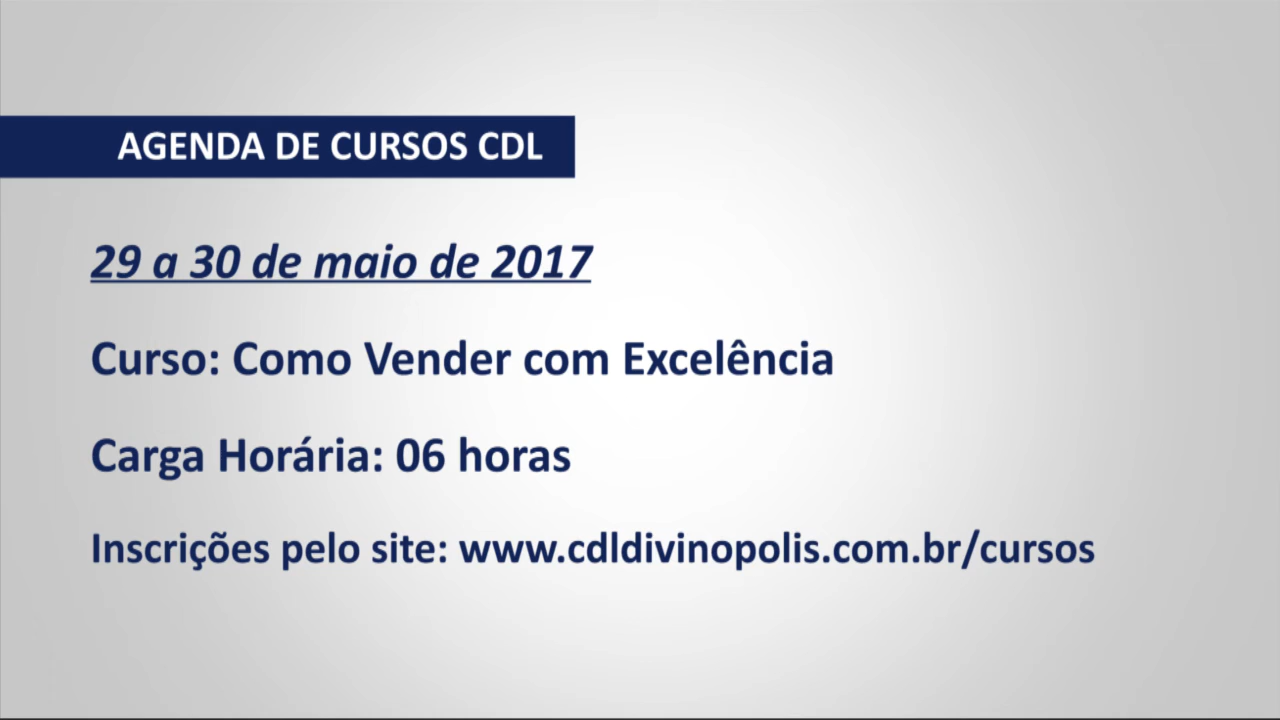 AGENDA DE CURSOS CDL
29 a 30 de maio de 2017
Curso: Como Vender com Excelência
Carga Horária: 06 horas
Inscrições pelo site: www.cdldivinopolis.com.br/cursos